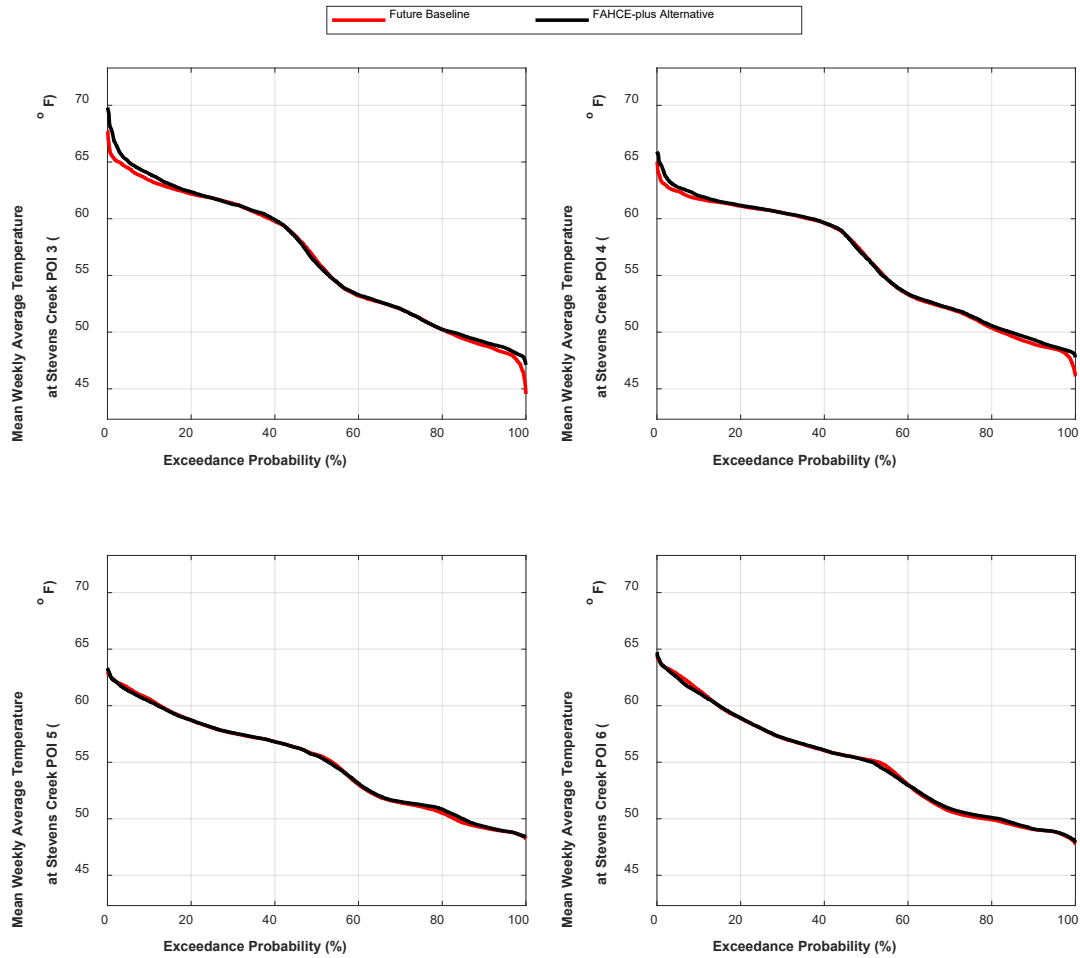 Future Baseline
FAHCE-plus Alternative
Mean Weekly Average Temperature
at Stevens Creek POI 3 (
o F)
70
65
60
55
50
45
0 20 40 60 80 100
Exceedance Probability (%)
Mean Weekly Average Temperature
at Stevens Creek POI 4 (
o F)
70
65
60
55
50
45
0 20 40 60 80 100
Exceedance Probability (%)
Mean Weekly Average Temperature
at Stevens Creek POI 5 (
o F)
70
65
60
55
50
45
0 20 40 60 80 100
Exceedance Probability (%)
Mean Weekly Average Temperature
at Stevens Creek POI 6 (
o F)
70
65
60
55
50
45
0 20 40 60 80 100
Exceedance Probability (%)